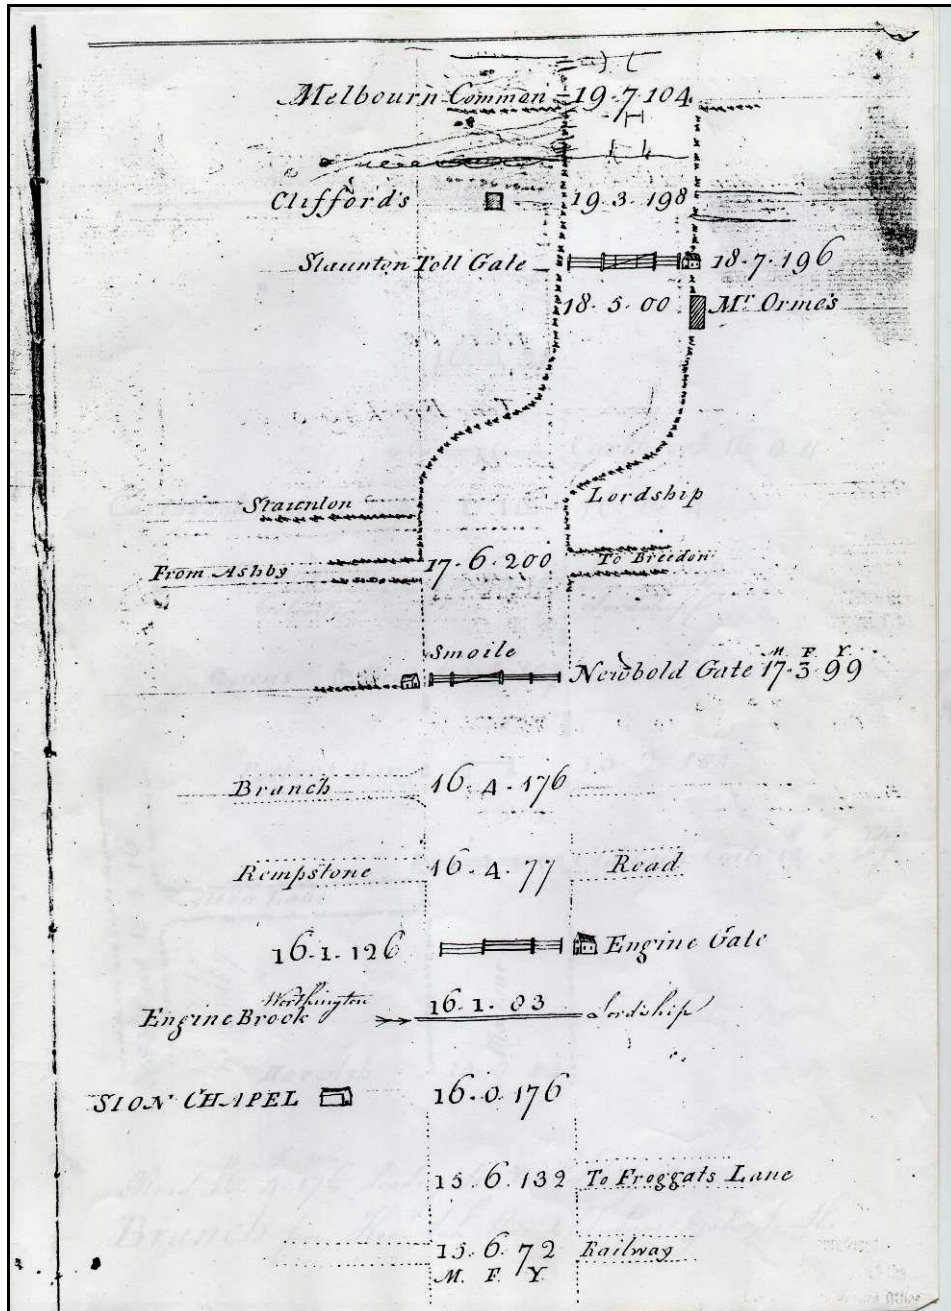 Melbourn Common 19 · 7 · 104
Clifford's 19 · 3 · 198
Staunton Toll Gate 18 · 7 · 196
18 · 5 · 00 Mr Orme's
Staunton Lordship
From Ashby 17 · 6 · 200 To Breedon
Smoile
M F Y
Newbold Gate 17 · 3 · 99
Branch 16 · 4 · 176
Rempstone 16 · 4 · 77 Road
16 · 1 · 126 Engine Gate
Worthington
Engine Brook 16 · 1 · 83 Lordship
SION CHAPEL 16 · 0 · 176
15 · 6 · 132 To Froggats Lane
15 · 6 · 72 Railway
M. F. Y.